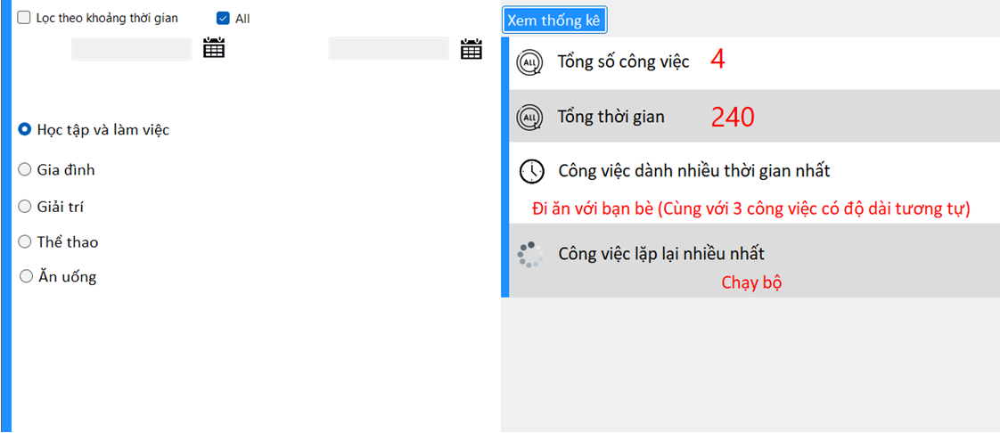 Lọc theo khoảng thời gian
All
Học tập và làm việc
Gia đình
Giải trí
Thể thao
Ăn uống
Xem thống kê
ALL Tổng số công việc 4
ALL Tổng thời gian 240
Công việc dành nhiều thời gian nhất
Đi ăn với bạn bè (Cùng với 3 công việc có độ dài tương tự)
Công việc lặp lại nhiều nhất
Chạy bộ